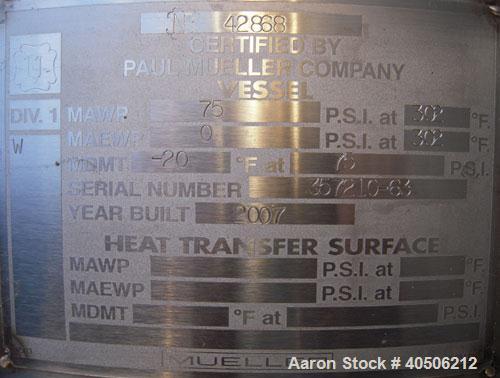 N 42868
CERTIFIED BY
PAUL MUELLER COMPANY
VESSEL
U
DIV. 1
W
MAWP 75 P.S.I. at 302 °F.
MAEWP 0 P.S.I. at 302 °F.
MDMT -20 °F at 75 P.S.I.
SERIAL NUMBER 357210-63
YEAR BUILT 2007
HEAT TRANSFER SURFACE
MAWP P.S.I. at °F.
MAEWP P.S.I. at °F.
MDMT °F at P.S.I.
MUELLER
Aaron Stock # 40506212